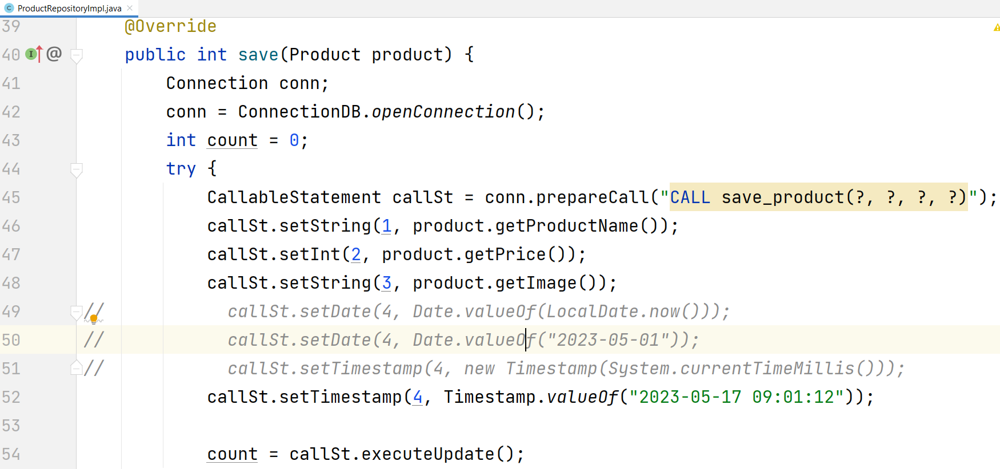 ProductRepositoryImpl.java
39 @Override
40 public int save(Product product) {
41 Connection conn;
42 conn = ConnectionDB.openConnection();
43 int count = 0;
44 try {
45 CallableStatement callSt = conn.prepareCall("CALL save_product(?, ?, ?, ?)");
46 callSt.setString(1, product.getProductName());
47 callSt.setInt(2, product.getPrice());
48 callSt.setString(3, product.getImage());
49 // callSt.setDate(4, Date.valueOf(LocalDate.now()));
50 // callSt.setDate(4, Date.valueOf("2023-05-01"));
51 // callSt.setTimestamp(4, new Timestamp(System.currentTimeMillis()));
52 callSt.setTimestamp(4, Timestamp.valueOf("2023-05-17 09:01:12"));
53
54 count = callSt.executeUpdate();